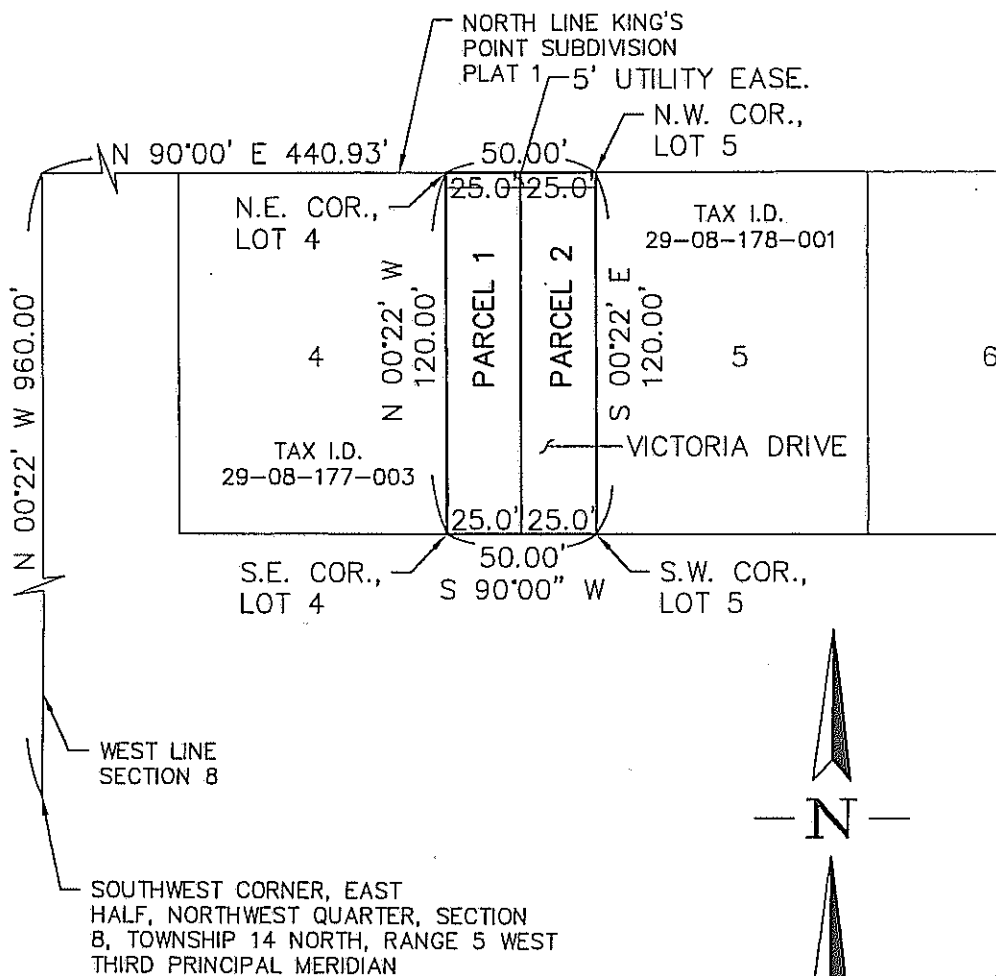 NORTH LINE KING'S
POINT SUBDIVISION
PLAT 1
5' UTILITY EASE.
N.W. COR.,
LOT 5
N 90°00' E 440.93'
50.00'
25.0'
25.0'
N.E. COR.,
LOT 4
TAX I.D.
29-08-178-001
N 00°22' W 960.00'
4
N 00°22' W
120.00'
PARCEL 1
PARCEL 2
S 00°22' E
120.00'
5
6
TAX I.D.
29-08-177-003
VICTORIA DRIVE
25.0'
25.0'
50.00'
S 90°00" W
S.E. COR.,
LOT 4
S.W. COR.,
LOT 5
WEST LINE
SECTION 8
N
SOUTHWEST CORNER, EAST
HALF, NORTHWEST QUARTER, SECTION
8, TOWNSHIP 14 NORTH, RANGE 5 WEST
THIRD PRINCIPAL MERIDIAN